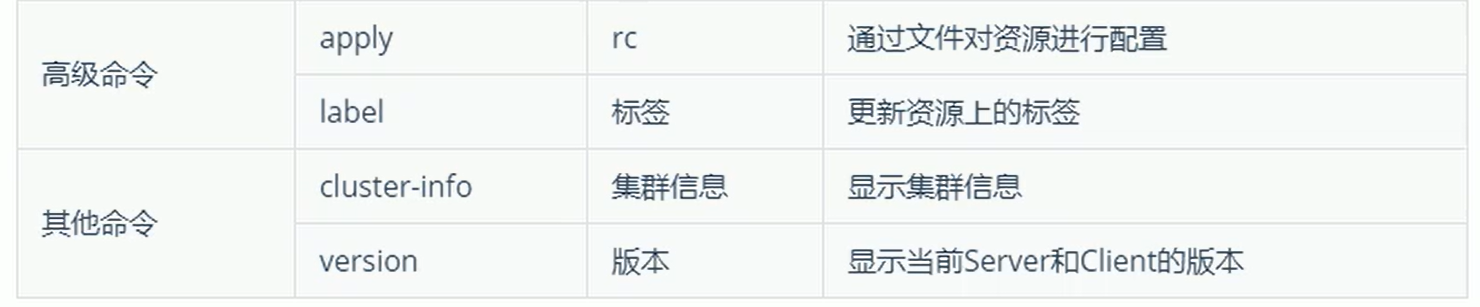 高级命令
apply
rc
通过文件对资源进行配置
label
标签
更新资源上的标签
其他命令
cluster-info
集群信息
显示集群信息
version
版本
显示当前Server和Client的版本